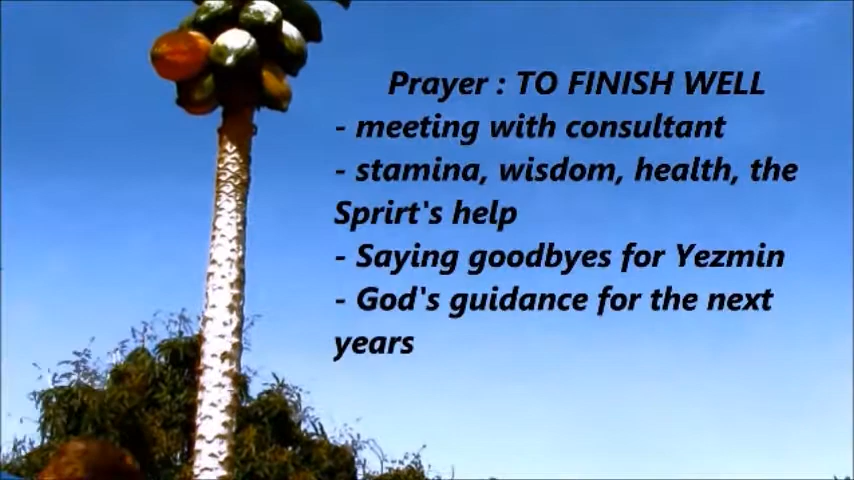 Prayer : TO FINISH WELL
- meeting with consultant
- stamina, wisdom, health, the
Sprirt's help
- Saying goodbyes for Yezmin
- God's guidance for the next
years